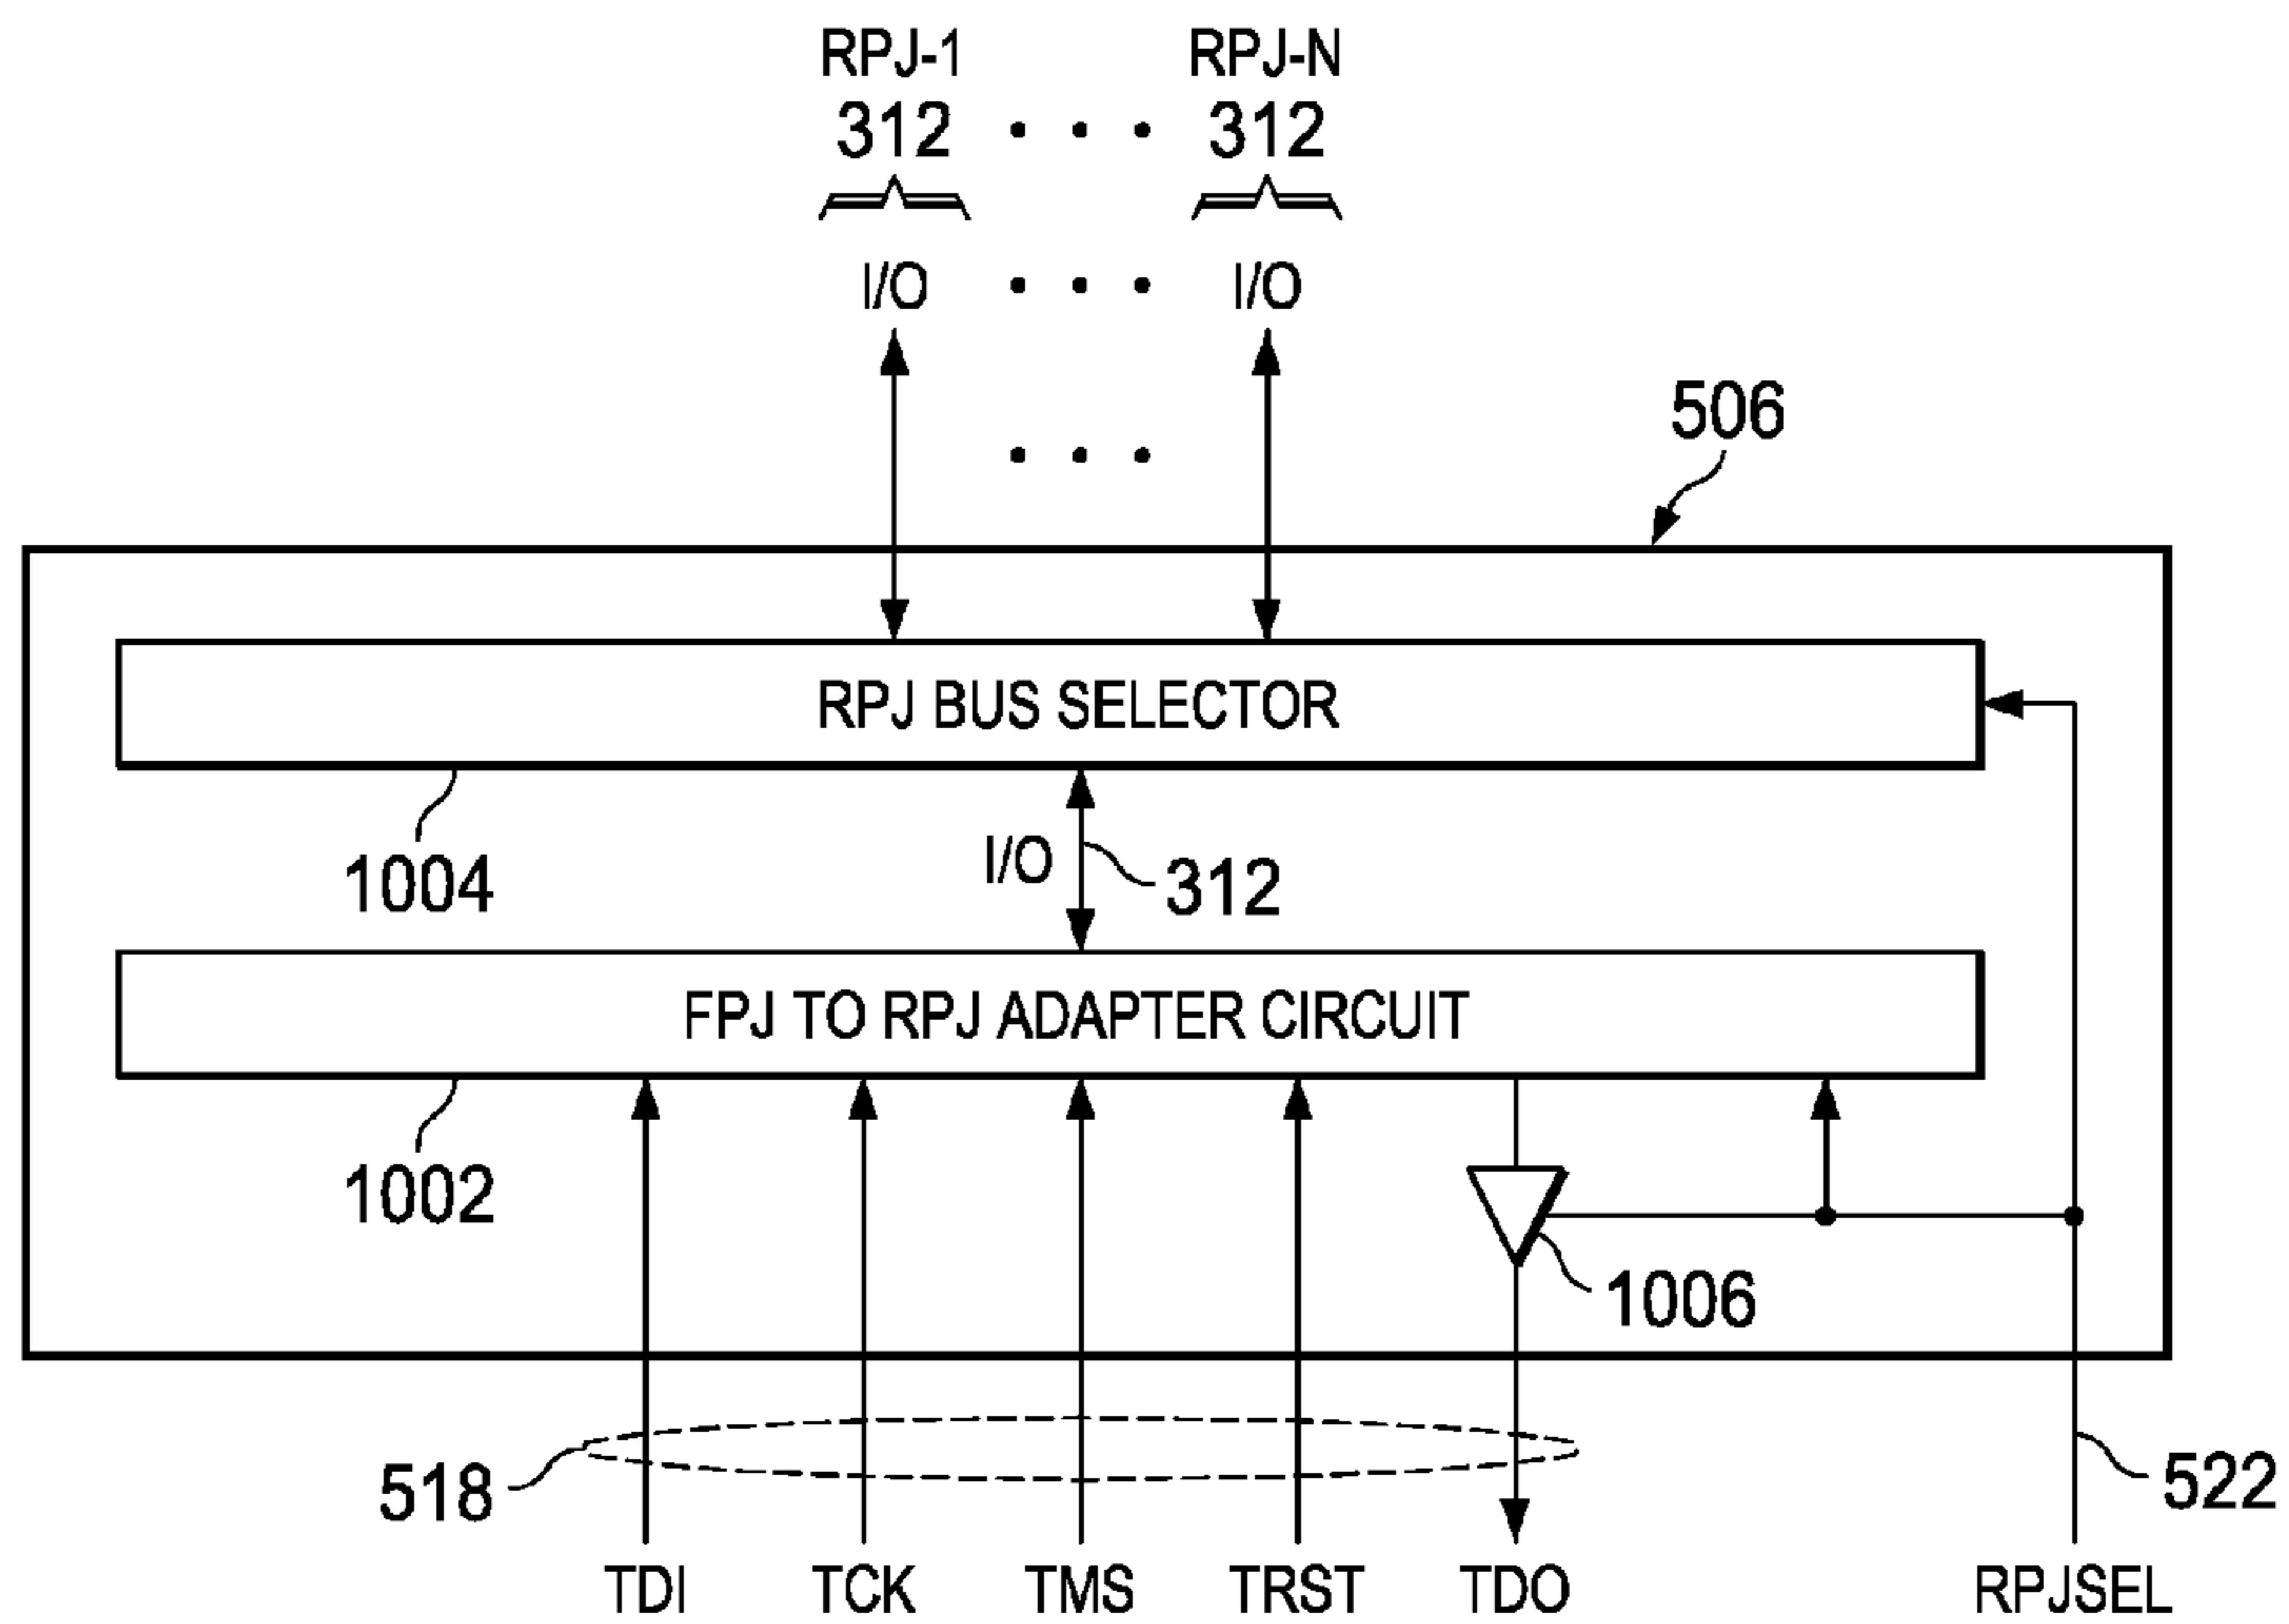 RPJ-1 RPJ-N
312 • • • 312
I/O • • • I/O
• • •
506
RPJ BUS SELECTOR
1004
I/O 312
FPJ TO RPJ ADAPTER CIRCUIT
1002
1006
518
522
TDI TCK TMS TRST TDO RPJSEL